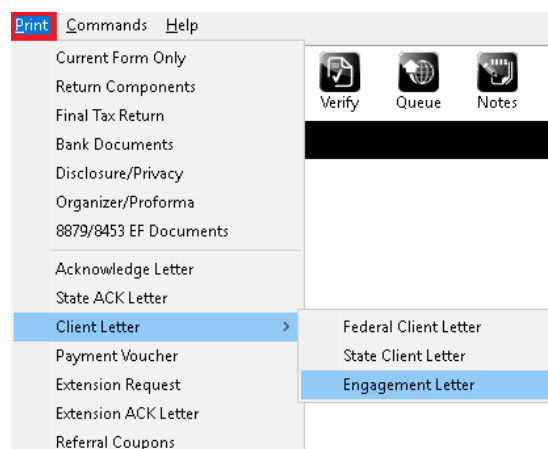 Print Commands Help
Current Form Only
Return Components
Final Tax Return
Bank Documents
Disclosure/Privacy
Organizer/Proforma
8879/8453 EF Documents
Acknowledge Letter
State ACK Letter
Client Letter >
Payment Voucher
Extension Request
Extension ACK Letter
Referral Coupons
Verify Queue Notes
Federal Client Letter
State Client Letter
Engagement Letter